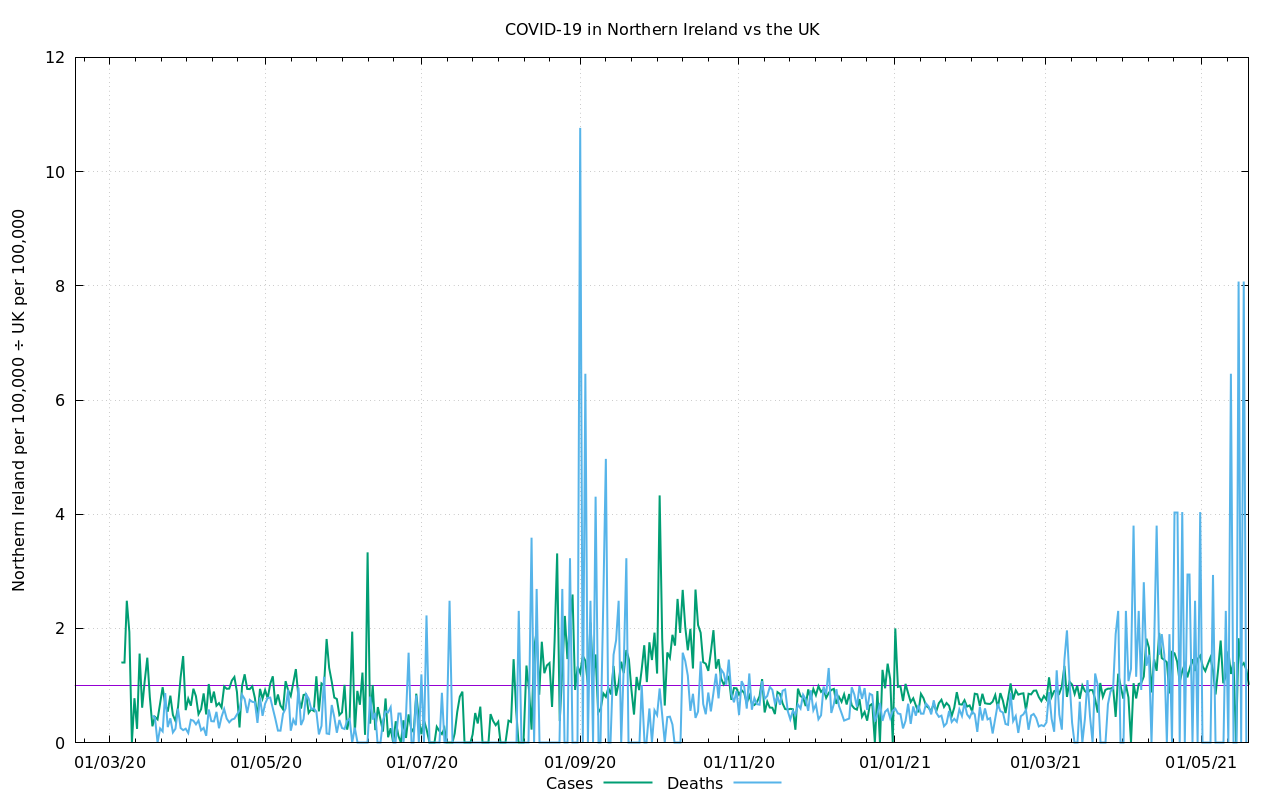 COVID-19 in Northern Ireland vs the UK
12
10
8
6
4
2
0
Northern Ireland per 100,000 ÷ UK per 100,000
01/03/20 01/05/20 01/07/20 01/09/20 01/11/20 01/01/21 01/03/21 01/05/21
Cases Deaths